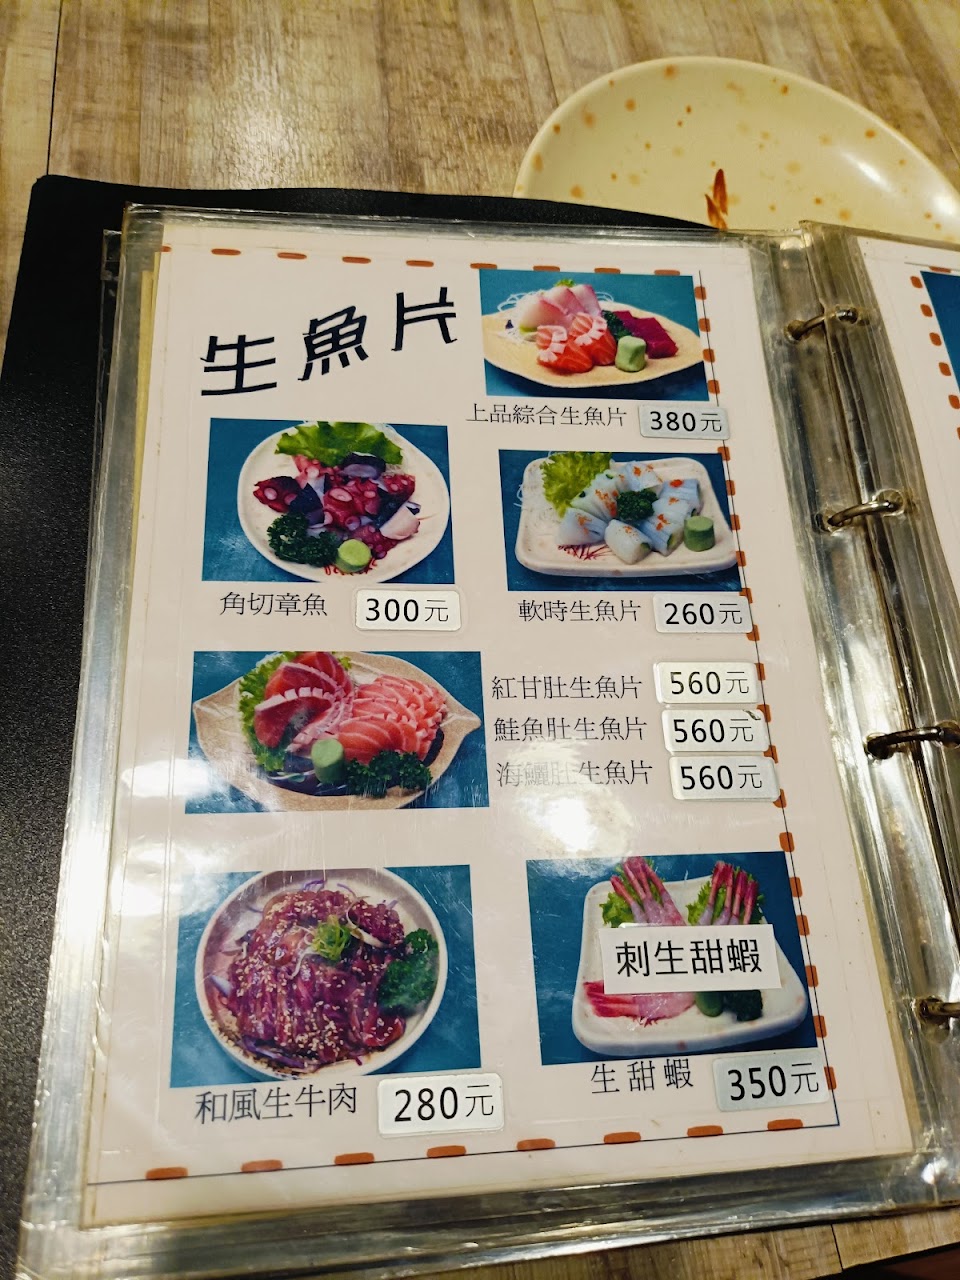 生魚片
上品綜合生魚片 380元
角切章魚 300元
軟時生魚片 260元
紅甘肚生魚片 560元
鮭魚肚生魚片 560元
海鱺肚生魚片 560元
和風生牛肉 280元
刺生甜蝦
生甜蝦 350元